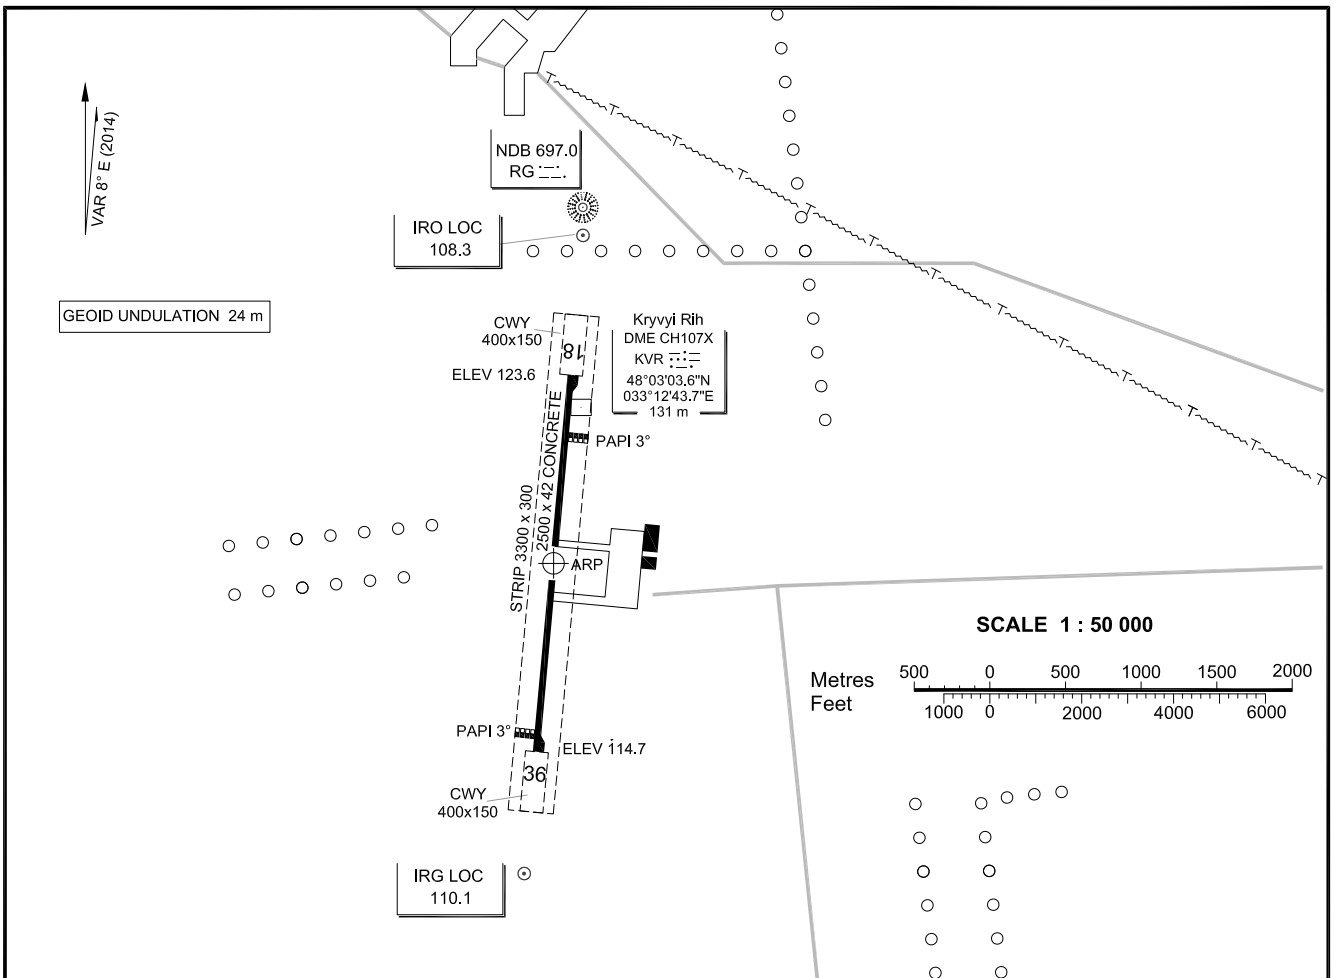 VAR 8° E (2014)
NDB 697.0
RG
IRO LOC
108.3
GEOID UNDULATION 24 m
CWY
400x150
18
ELEV 123.6
Kryvyi Rih
DME CH107X
KVR
48°03'03.6"N
033°12'43.7"E
131 m
PAPI 3°
STRIP 3300 x 300
2500 x 42 CONCRETE
ARP
SCALE 1 : 50 000
Metres
500 0 500 1000 1500 2000
Feet
1000 0 2000 4000 6000
PAPI 3°
ELEV 114.7
36
CWY
400x150
IRG LOC
110.1